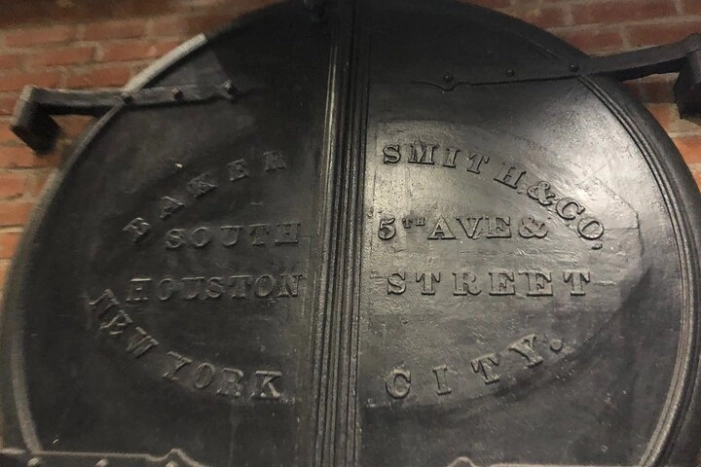 BAKER SMITH & CO.
SOUTH 5TH AVE &
HOUSTON STREET
NEW YORK CITY.